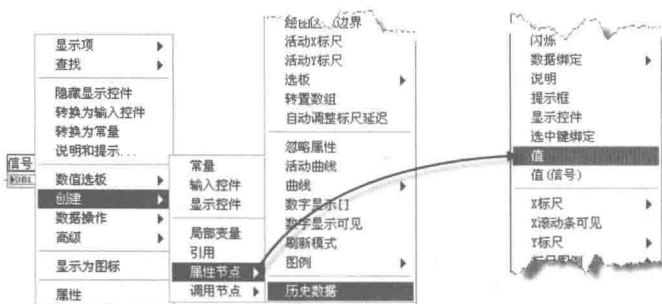 显示项
查找
隐藏显示控件
转换为输入控件
转换为常量
说明和提示...
信号
DBL
数值选板
创建
数据操作
高级
显示为图标
属性
常量
输入控件
显示控件
局部变量
引用
属性节点
调用节点
边界
活动X标尺
活动Y标尺
选板
转置数组
自动调整标尺延迟
忽略属性
活动曲线
曲线
数字显示[]
数字显示可见
刷新模式
图例
历史数据
闪烁
数据绑定
说明
提示框
显示控件
选中键绑定
值
值(信号)
X标尺
X滚动条可见
Y标尺